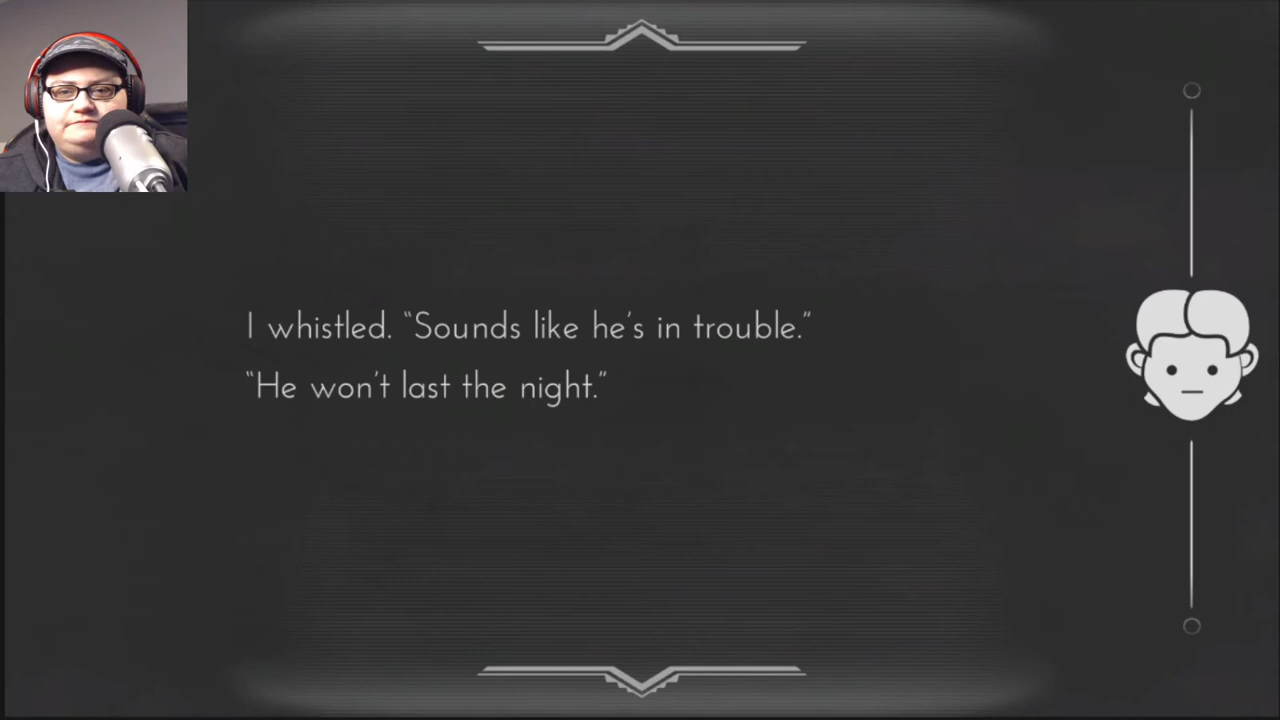 I whistled. “Sounds like he’s in trouble.”
“He won’t last the night.”